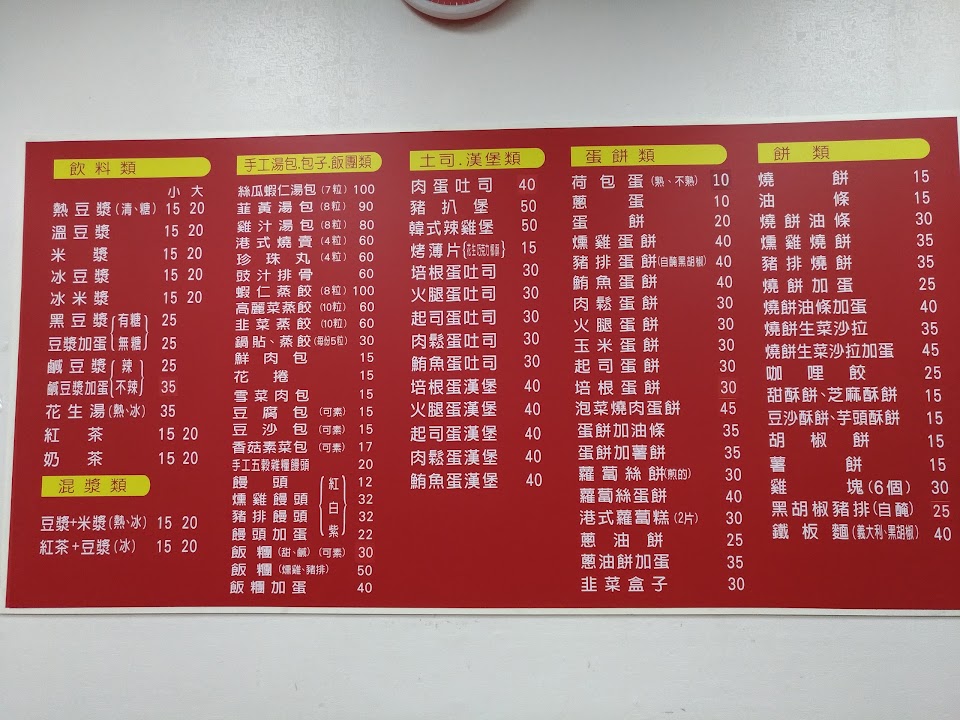 飲料類
小 大
熱豆漿(清、糖) 15 20
溫豆漿 15 20
米漿 15 20
冰豆漿 15 20
冰米漿 15 20
黑豆漿 有糖 25
豆漿加蛋 無糖 25
鹹豆漿 辣 25
鹹豆漿加蛋 不辣 35
花生湯(熱、冰) 35
紅茶 15 20
奶茶 15 20
混漿類
豆漿+米漿(熱、冰) 15 20
紅茶+豆漿(冰) 15 20
手工湯包.包子.飯團類
絲瓜蝦仁湯包(7粒) 100
韮黃湯包(8粒) 90
雞汁湯包(8粒) 80
港式燒賣(4粒) 60
珍珠丸(4粒) 60
豉汁排骨 60
蝦仁蒸餃(8粒) 100
高麗菜蒸餃(10粒) 60
韭菜蒸餃(10粒) 60
鍋貼、蒸餃(每份5粒) 30
鮮肉包 15
花捲 15
雪菜肉包 15
豆腐包(可素) 15
豆沙包(可素) 15
香菇素菜包(可素) 17
手工五穀雜糧饅頭 20
饅頭 紅 12
燻雞饅頭 32
豬排饅頭 白 32
饅頭加蛋 紫 22
飯糰(甜、鹹)(可素) 30
飯糰(燻雞、豬排) 50
飯糰加蛋 40
土司.漢堡類
肉蛋吐司 40
豬扒堡 50
韓式辣雞堡 50
烤薄片 15
培根蛋吐司 30
火腿蛋吐司 30
起司蛋吐司 30
肉鬆蛋吐司 30
鮪魚蛋吐司 30
培根蛋漢堡 40
火腿蛋漢堡 40
起司蛋漢堡 40
肉鬆蛋漢堡 40
鮪魚蛋漢堡 40
蛋餅類
荷包蛋(熟、不熟) 10
蔥蛋 10
蛋餅 20
燻雞蛋餅 40
豬排蛋餅(自醃黑胡椒) 40
鮪魚蛋餅 40
肉鬆蛋餅 30
火腿蛋餅 30
玉米蛋餅 30
起司蛋餅 30
培根蛋餅 30
泡菜燒肉蛋餅 45
蛋餅加油條 35
蛋餅加薯餅 35
蘿蔔絲餅(煎的) 30
蘿蔔絲蛋餅 40
港式蘿蔔糕(2片) 30
蔥油餅 25
蔥油餅加蛋 35
韭菜盒子 30
餅類
燒餅 15
油條 15
燒餅油條 30
燻雞燒餅 35
豬排燒餅 35
燒餅加蛋 25
燒餅油條加蛋 40
燒餅生菜沙拉 35
燒餅生菜沙拉加蛋 45
咖哩餃 25
甜酥餅、芝麻酥餅 15
豆沙酥餅、芋頭酥餅 15
胡椒餅 15
薯餅 15
雞塊(6個) 30
黑胡椒豬排(自醃) 25
鐵板麵(義大利、黑胡椒) 40